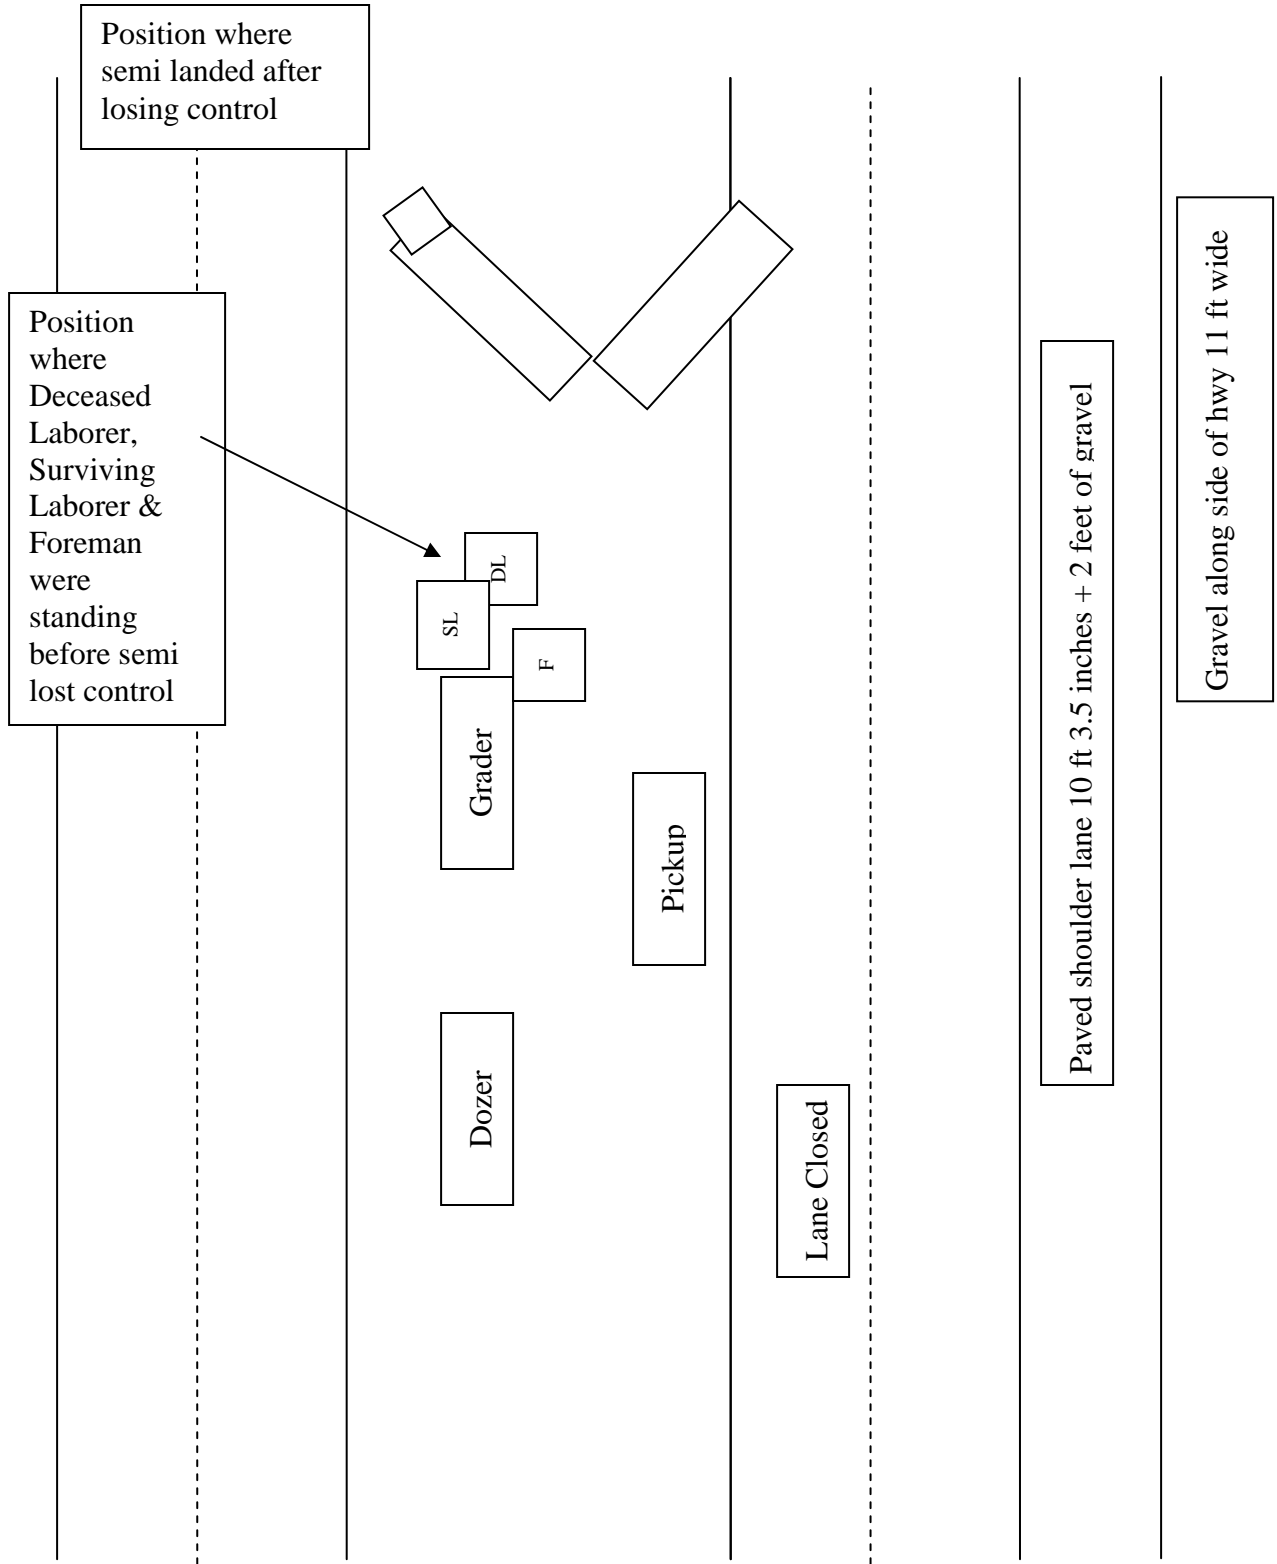 Position where
semi landed after
losing control
Position
where
Deceased
Laborer,
Surviving
Laborer &
Foreman
were
standing
before semi
lost control
DL
SL
F
Grader
Pickup
Dozer
Lane Closed
Paved shoulder lane 10 ft 3.5 inches + 2 feet of gravel
Gravel along side of hwy 11 ft wide